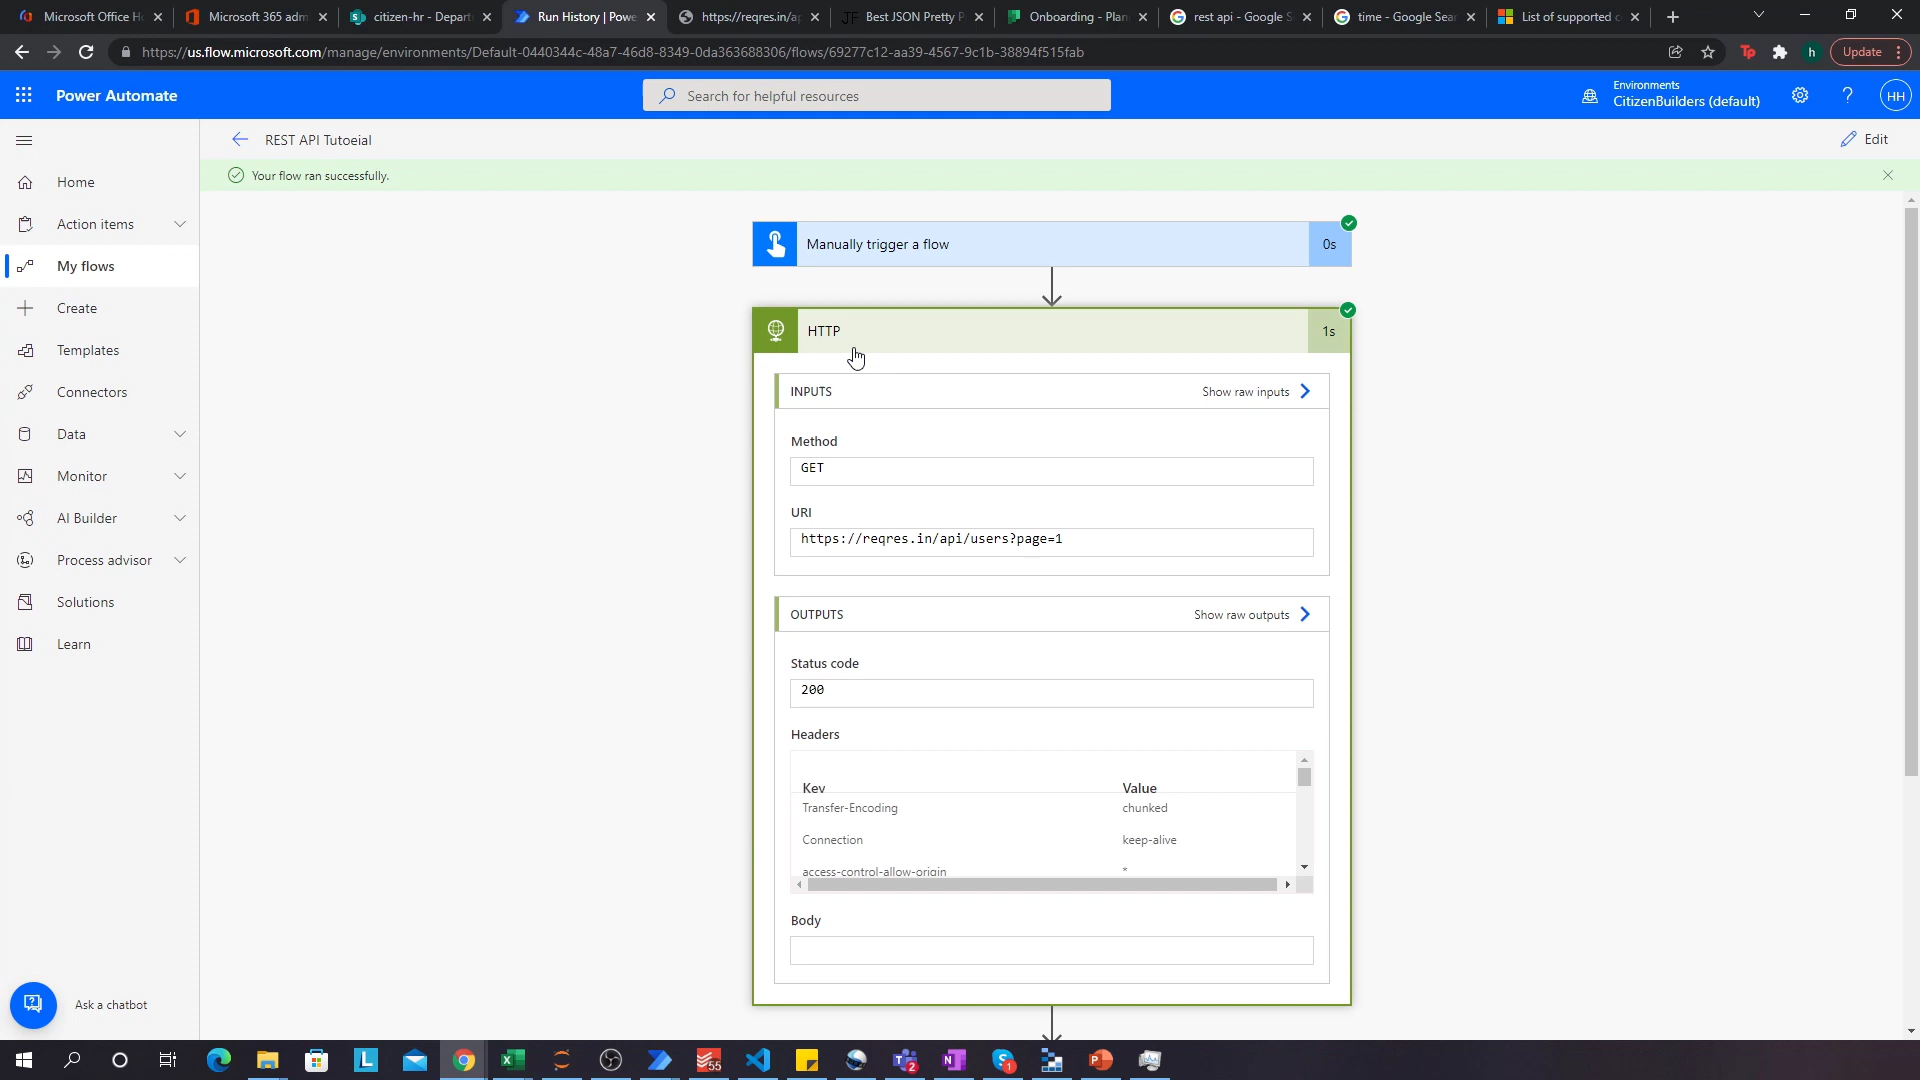 Microsoft Office H
Microsoft 365 adm
citizen-hr - Depart
Run History | Powe
https://reqres.in/ap
Best JSON Pretty P
Onboarding - Plan
rest api - Google S
time - Google Sear
List of supported
https://us.flow.microsoft.com/manage/environments/Default-0440344c-48a7-46d8-8349-0da363688306/flows/69277c12-aa39-4567-9c1b-38894f515fab
h
Update
Power Automate
Search for helpful resources
Environments
CitizenBuilders (default)
HH
REST API Tutoeial
Edit
Your flow ran successfully.
Home
Action items
My flows
Create
Templates
Connectors
Data
Monitor
AI Builder
Process advisor
Solutions
Learn
Ask a chatbot
Manually trigger a flow
0s
HTTP
1s
INPUTS
Show raw inputs
Method
GET
URI
https://reqres.in/api/users?page=1
OUTPUTS
Show raw outputs
Status code
200
Headers
Key
Value
Transfer-Encoding
chunked
Connection
keep-alive
access-control-allow-origin
*
Body
55
2
1